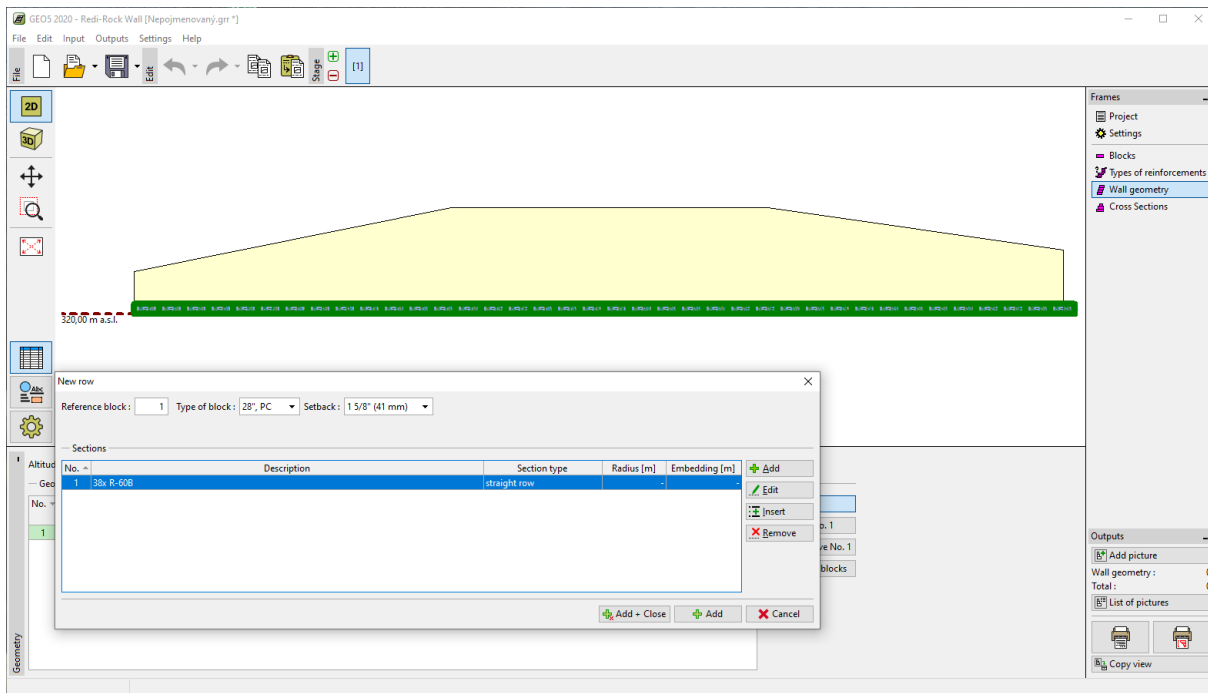 GEO5 2020 - Redi-Rock Wall [Nepojmenovaný.grr *]
File Edit Input Outputs Settings Help
File
Edit
Stage
[1]
2D
3D
320,00 m a.s.l.
Frames
Project
Settings
Blocks
Types of reinforcements
Wall geometry
Cross Sections
Abc
New row
Reference block : 1 Type of block : 28", PC Setback : 1 5/8" (41 mm)
Sections
No. Description Section type Radius [m] Embedding [m]
1 38x R-60B straight row - -
Add
Edit
Insert
Remove
Add + Close Add Cancel
Altitud
Geo
No.
1
o. 1
ve No. 1
blocks
Geometry
Outputs
Add picture
Wall geometry :
Total :
List of pictures
Copy view